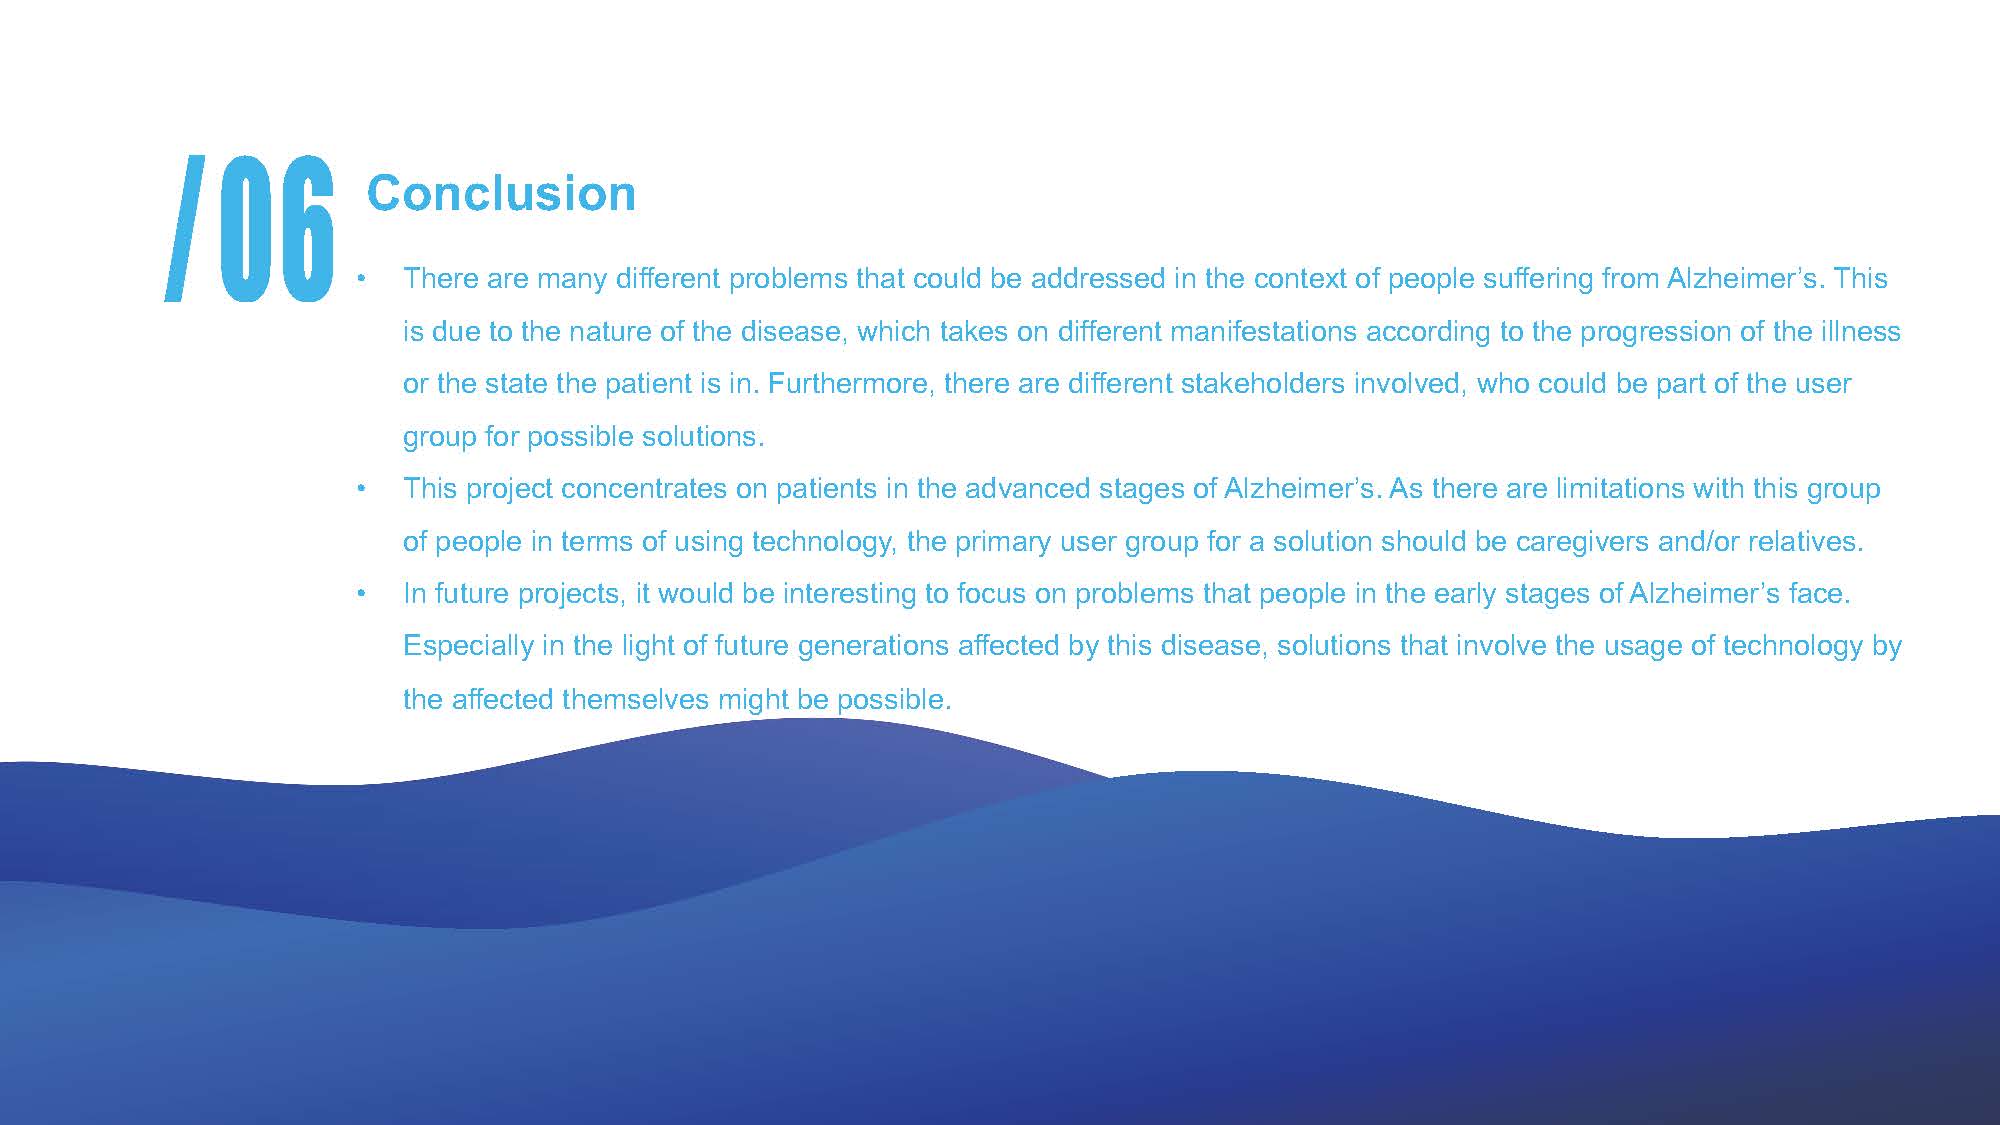 /06
Conclusion
• There are many different problems that could be addressed in the context of people suffering from Alzheimer’s. This
is due to the nature of the disease, which takes on different manifestations according to the progression of the illness
or the state the patient is in. Furthermore, there are different stakeholders involved, who could be part of the user
group for possible solutions.
• This project concentrates on patients in the advanced stages of Alzheimer’s. As there are limitations with this group
of people in terms of using technology, the primary user group for a solution should be caregivers and/or relatives.
• In future projects, it would be interesting to focus on problems that people in the early stages of Alzheimer’s face.
Especially in the light of future generations affected by this disease, solutions that involve the usage of technology by
the affected themselves might be possible.